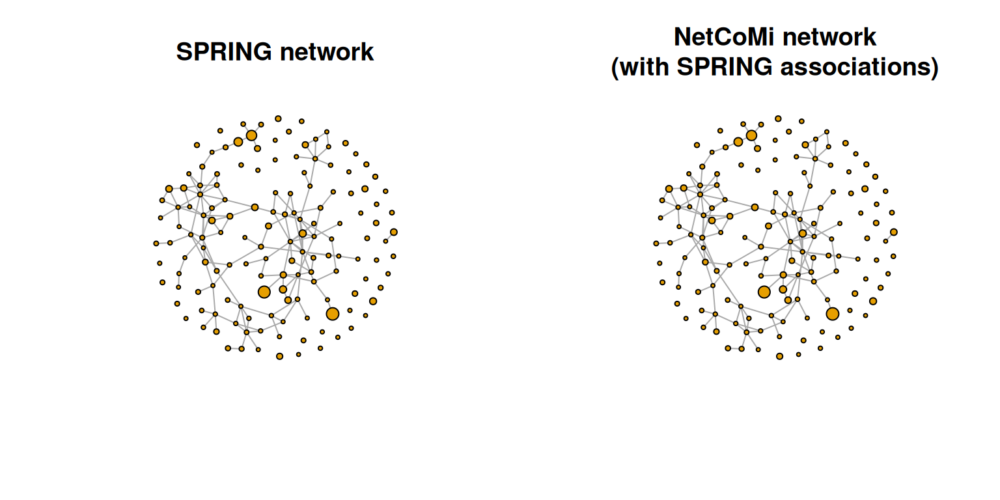 SPRING network
NetCoMi network
(with SPRING associations)